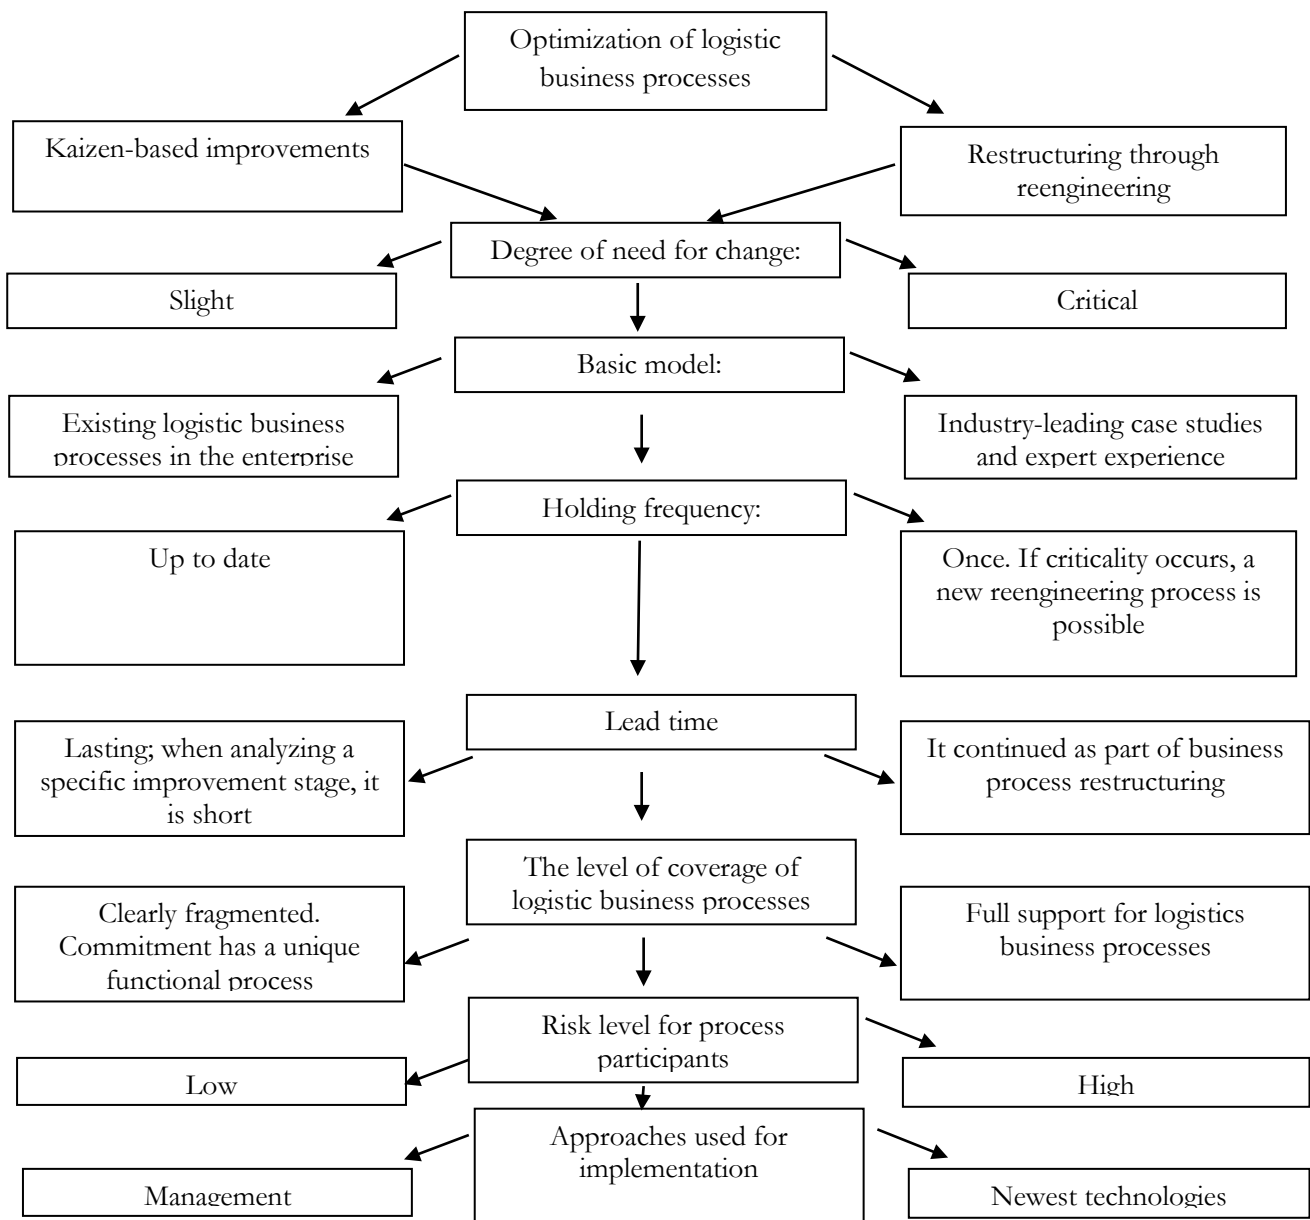 Optimization of logistic
business processes
Kaizen-based improvements
Restructuring through
reengineering
Degree of need for change:
Slight
Critical
Basic model:
Existing logistic business
processes in the enterprise
Industry-leading case studies
and expert experience
Holding frequency:
Up to date
Once. If criticality occurs, a
new reengineering process is
possible
Lead time
Lasting; when analyzing a
specific improvement stage, it
is short
It continued as part of business
process restructuring
The level of coverage of
logistic business processes
Clearly fragmented.
Commitment has a unique
functional process
Full support for logistics
business processes
Risk level for process
participants
Low
High
Approaches used for
implementation
Management
Newest technologies